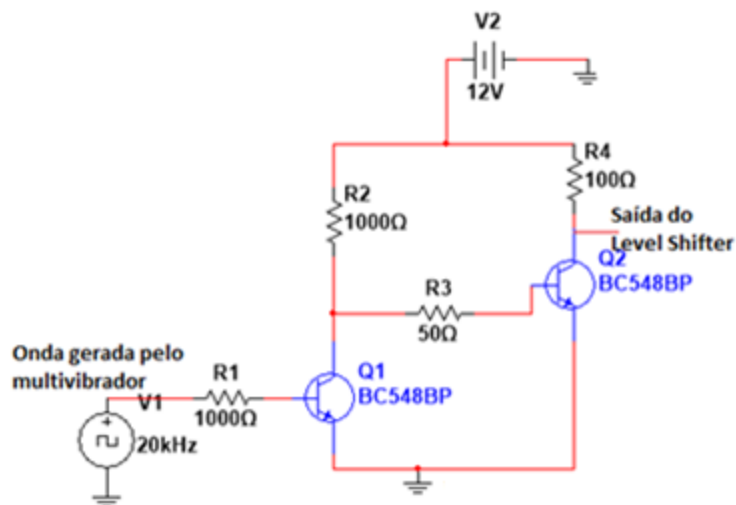 V2
12V
R4
100Ω
R2
1000Ω
Saída do
Level Shifter
Q2
BC548BP
R3
50Ω
Onda gerada pelo
multivibrador
V1
R1
1000Ω
Q1
BC548BP
20kHz